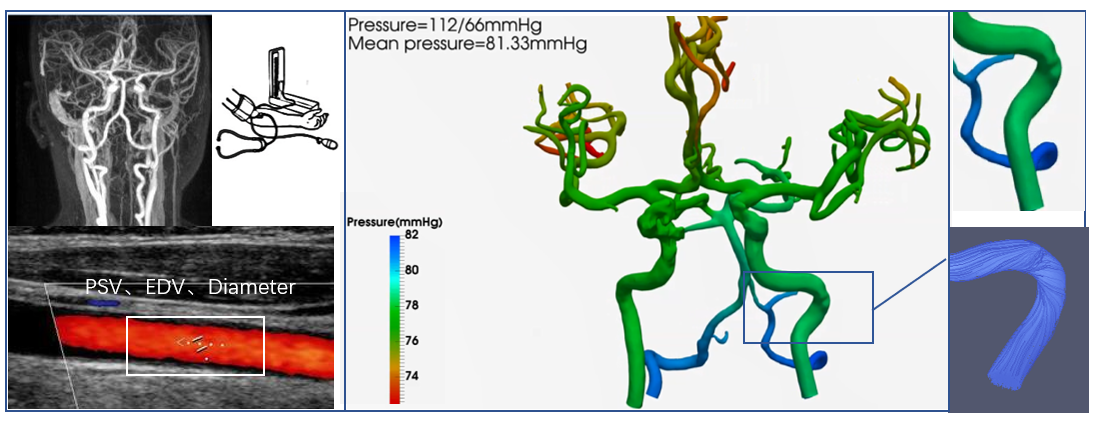 Pressure=112/66mmHg
Mean pressure=81.33mmHg
PSV、EDV、Diameter
Pressure(mmHg)
82
80
78
76
74